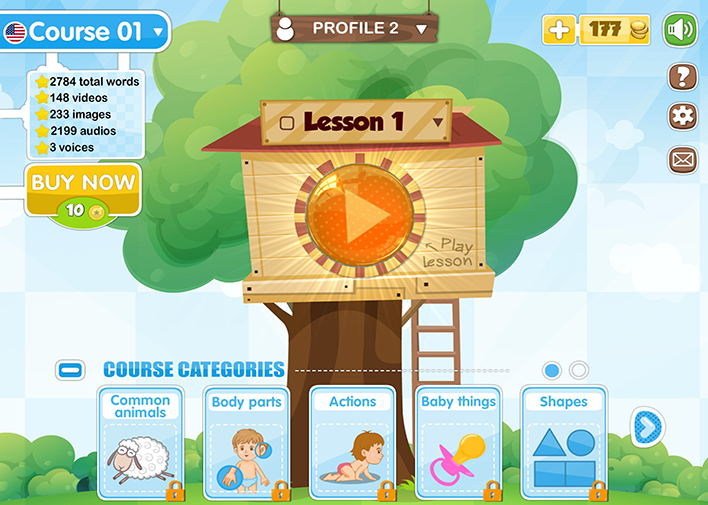 Course 01
PROFILE 2
177
2784 total words
148 videos
233 images
2199 audios
3 voices
BUY NOW
10
Lesson 1
Play
lesson
COURSE CATEGORIES
Common
animals
Body parts
Actions
Baby things
Shapes